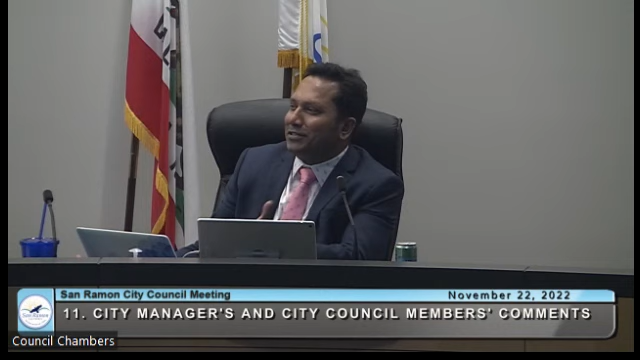 San Ramon City Council Meeting
November 22, 2022
11. CITY MANAGER'S AND CITY COUNCIL MEMBERS' COMMENTS
Council Chambers